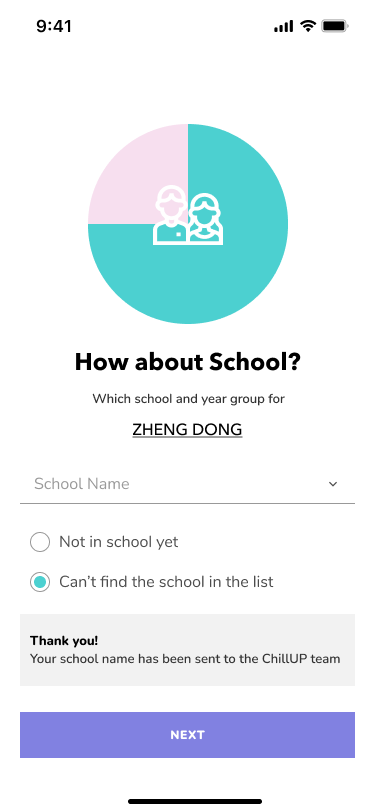 9:41
How about School?
Which school and year group for
ZHENG DONG
School Name
Not in school yet
Can't find the school in the list
Thank you!
Your school name has been sent to the ChillUP team
NEXT